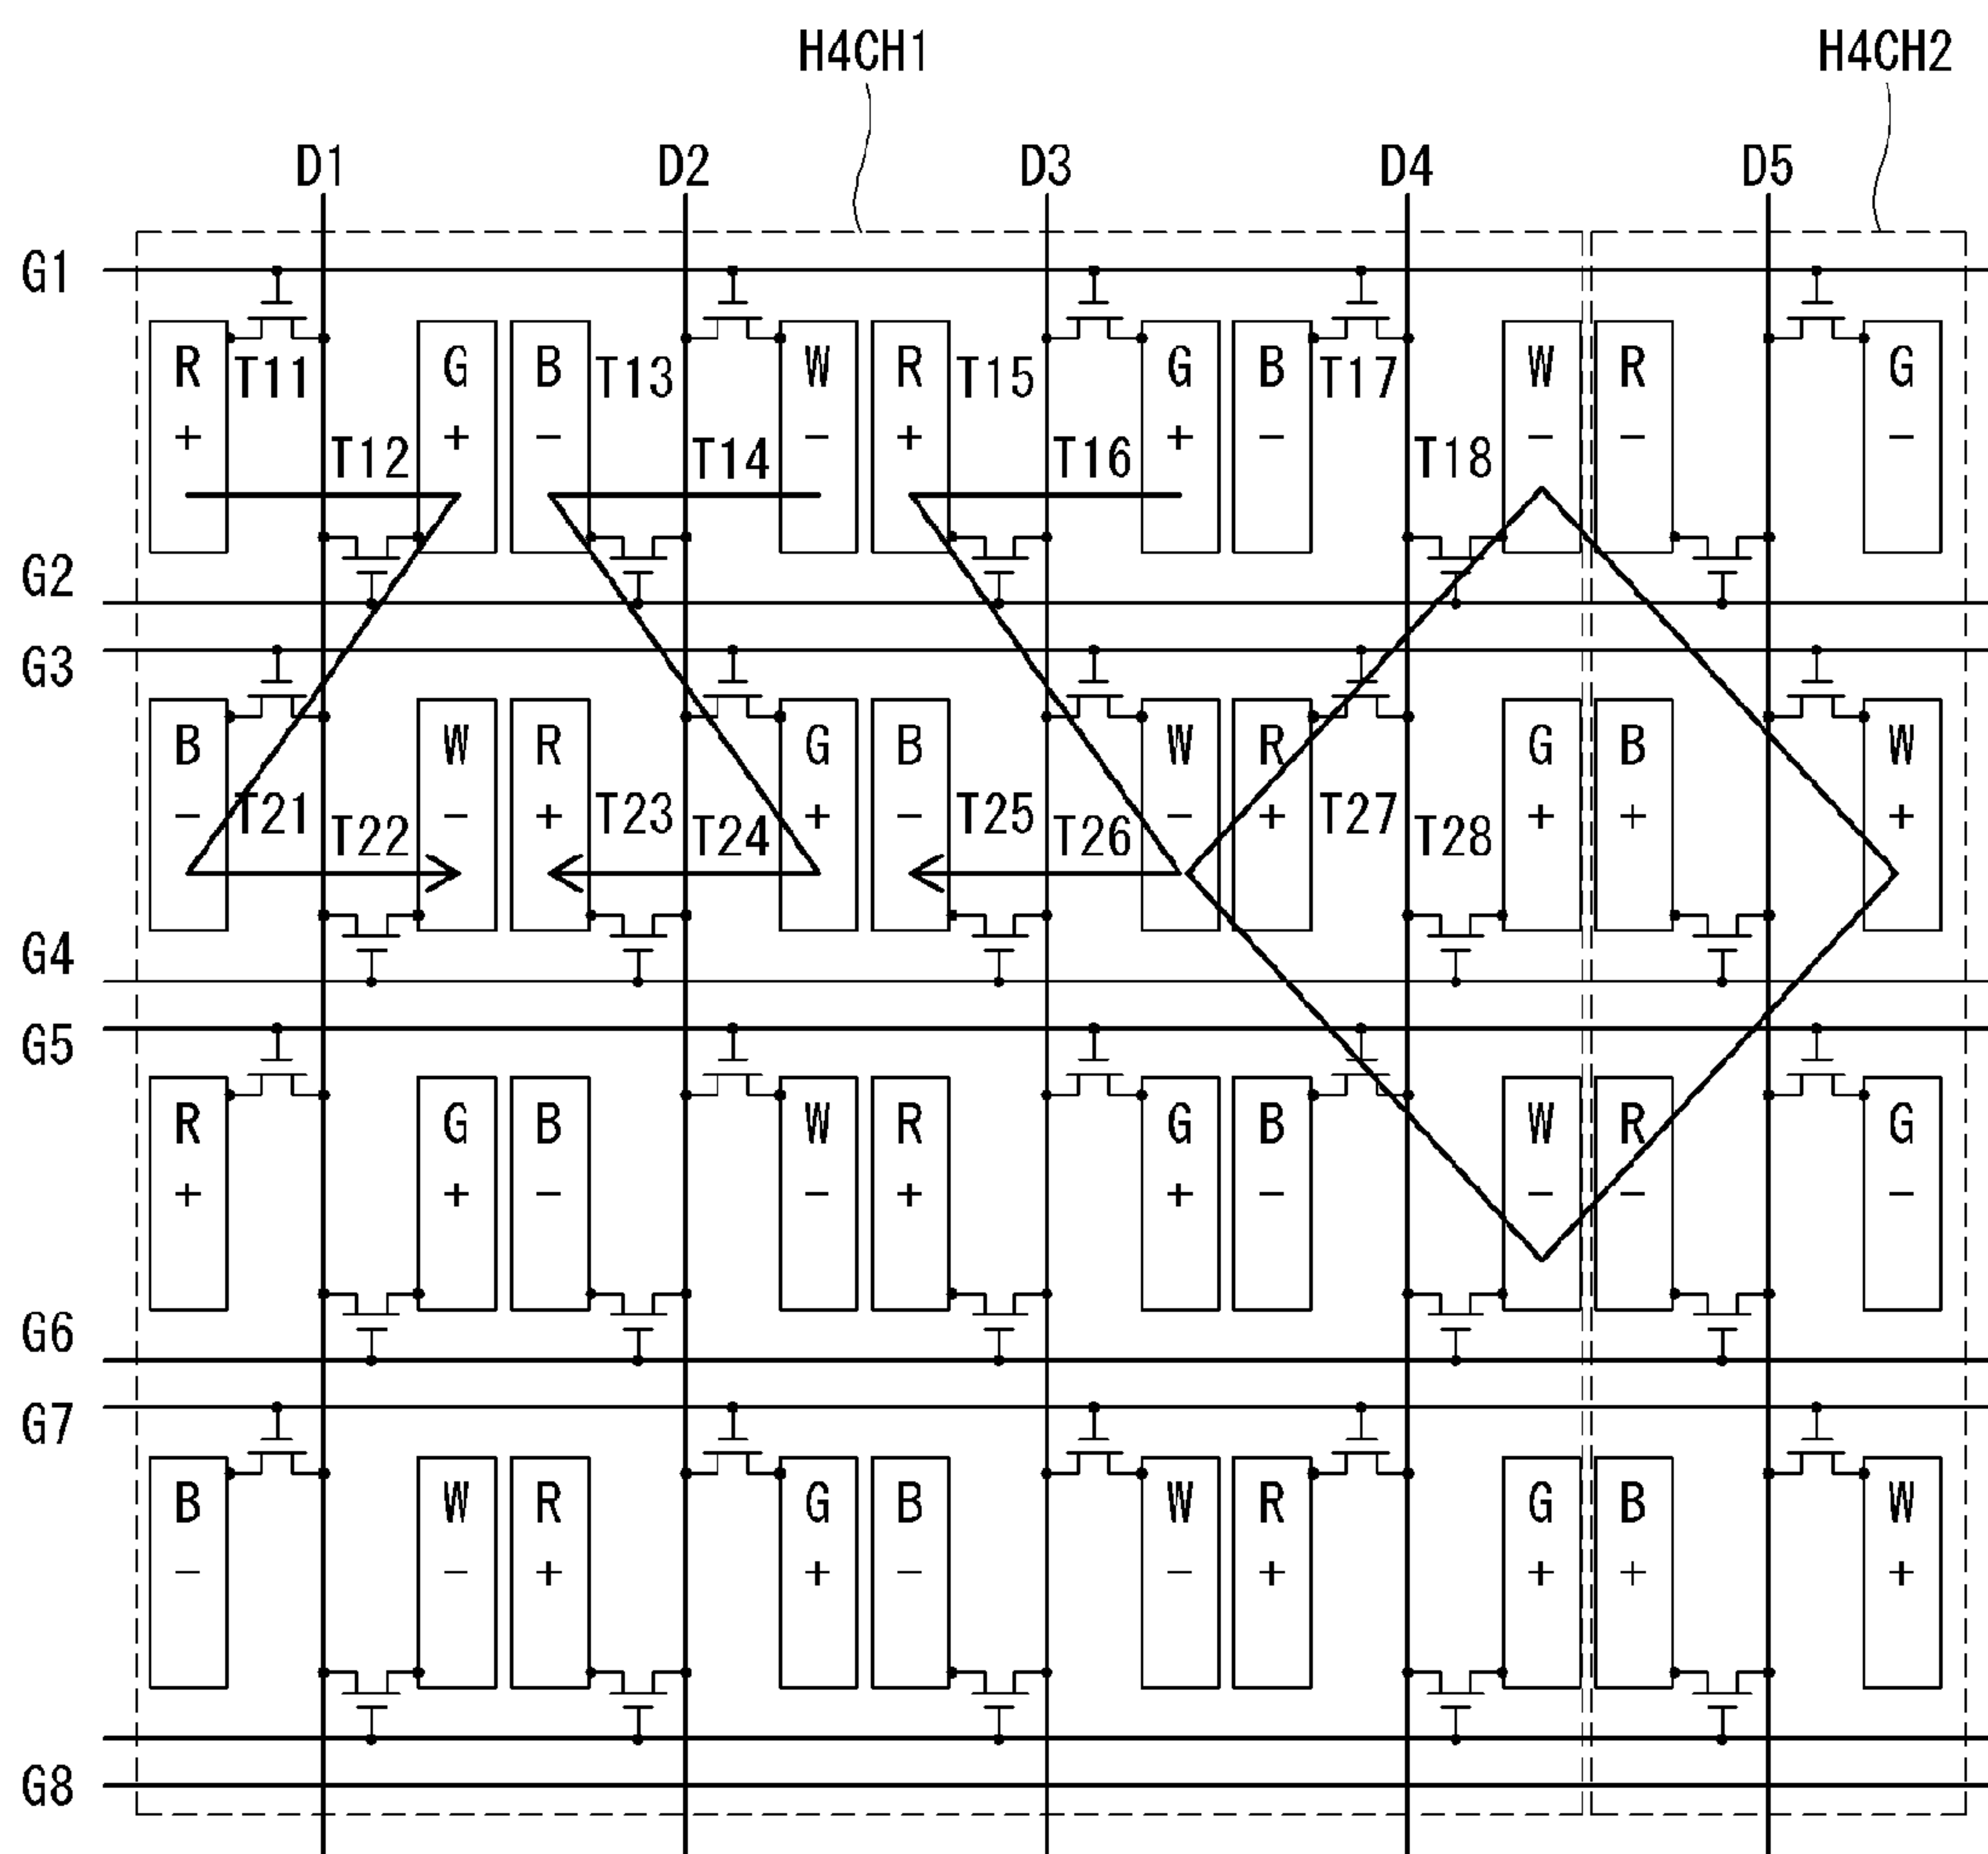 H4CH1 H4CH2
D1 D2 D3 D4 D5
G1
R T11 G B T13 W R T15 G B T17 W R G
+ T12 + - T14 - + T16 + - T18 - - -
G2
G3
B W R G B W R G B W
- T21 T22 - + T23 T24 + - T25 T26 - + T27 T28 + + +
G4
G5
R G B W R G B W R G
+ + - - + + - - - -
G6
G7
B W R G B W R G B W
- - + + - - + + + +
G8